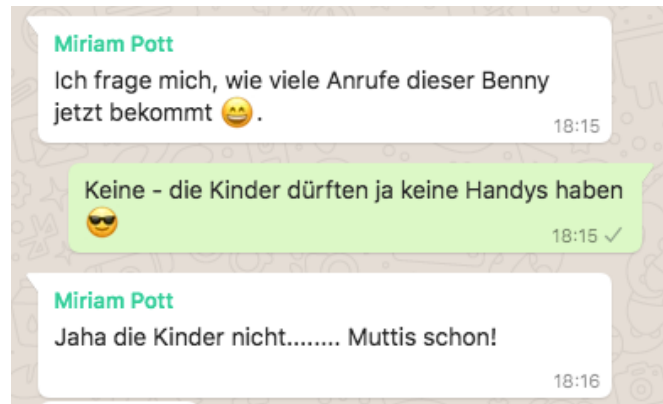 Miriam Pott
Ich frage mich, wie viele Anrufe dieser Benny
jetzt bekommt 😄.
18:15
Keine - die Kinder dürften ja keine Handys haben
😎
18:15
Miriam Pott
Jaha die Kinder nicht........ Muttis schon!
18:16